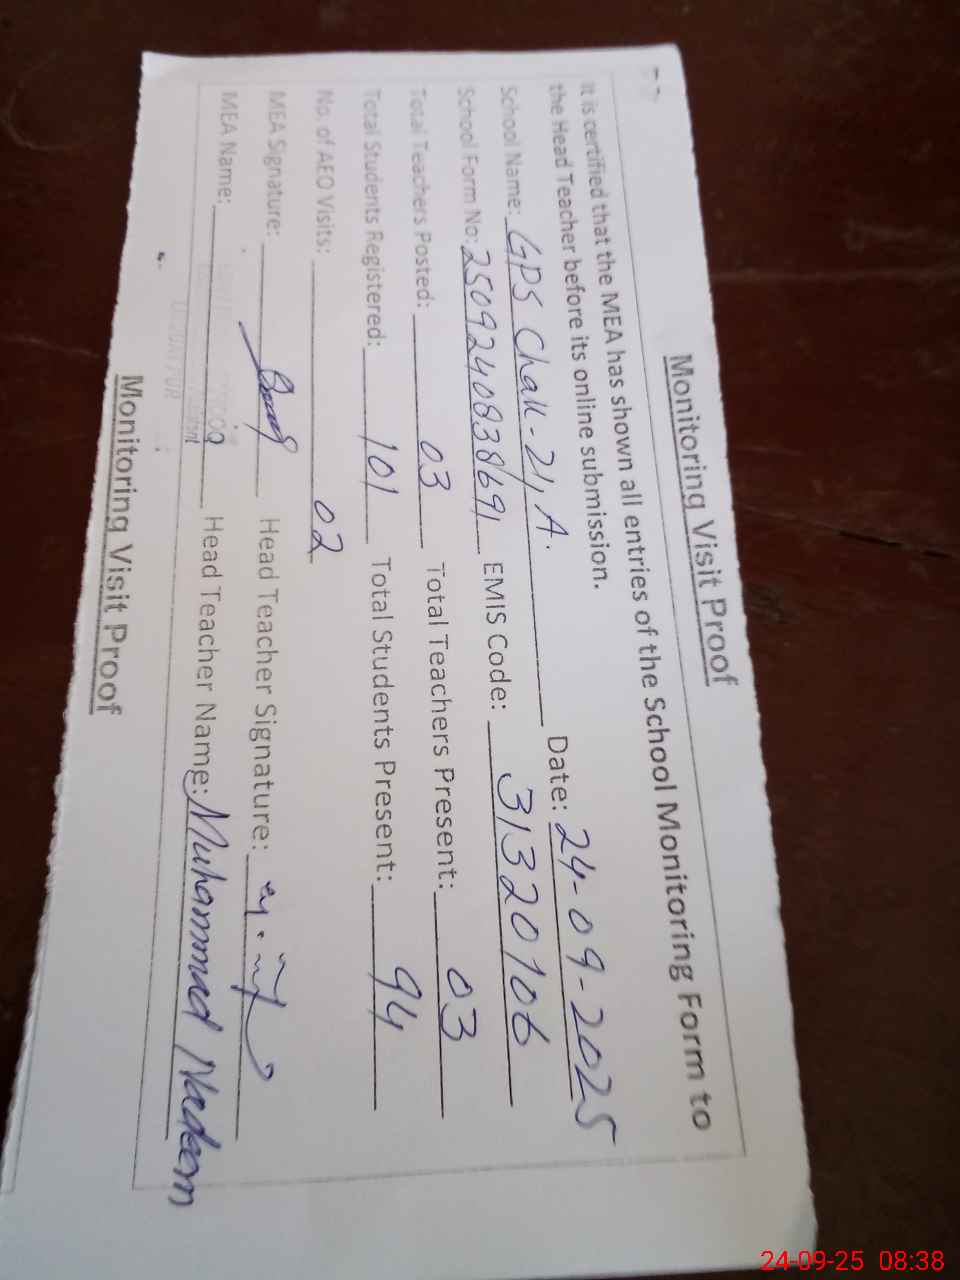 Monitoring Visit Proof
It is certified that the MEA has shown all entries of the School Monitoring Form to
the Head Teacher before its online submission.
School Name: GPS Chak-21, A. Date: 24-09-2025
School Form No: 25092408383691 EMIS Code: 31320106
Total Teachers Posted: 03 Total Teachers Present: 03
Total Students Registered: 101 Total Students Present: 94
No. of AEO Visits: 02
MEA Signature: Head Teacher Signature:
MEA Name: Head Teacher Name: Muhammad Nadeem
Monitoring Visit Proof
24-09-25 08:38